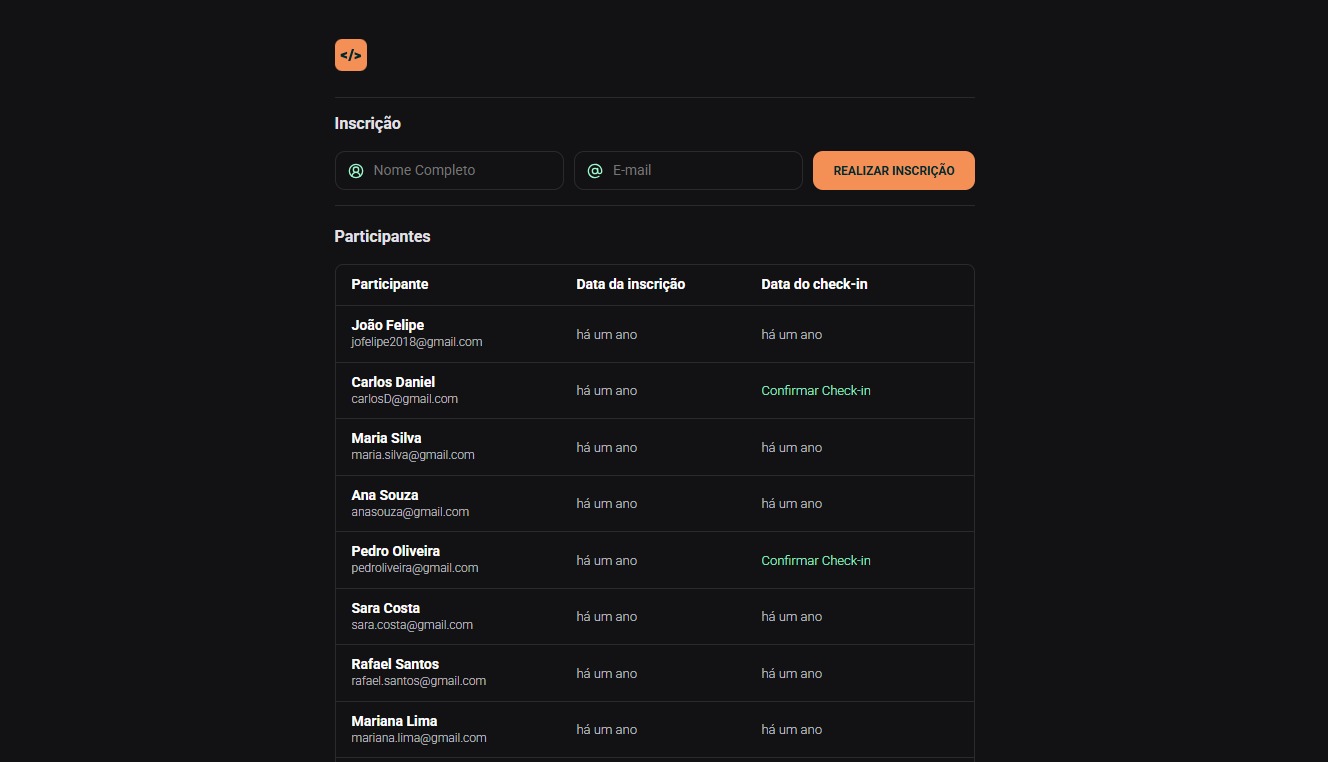 </>
Inscrição
Nome Completo E-mail REALIZAR INSCRIÇÃO
Participantes
Participante Data da inscrição Data do check-in
João Felipe
jofelipe2018@gmail.com há um ano há um ano
Carlos Daniel
carlosD@gmail.com há um ano Confirmar Check-in
Maria Silva
maria.silva@gmail.com há um ano há um ano
Ana Souza
anasouza@gmail.com há um ano há um ano
Pedro Oliveira
pedroliveira@gmail.com há um ano Confirmar Check-in
Sara Costa
sara.costa@gmail.com há um ano há um ano
Rafael Santos
rafael.santos@gmail.com há um ano há um ano
Mariana Lima
mariana.lima@gmail.com há um ano há um ano